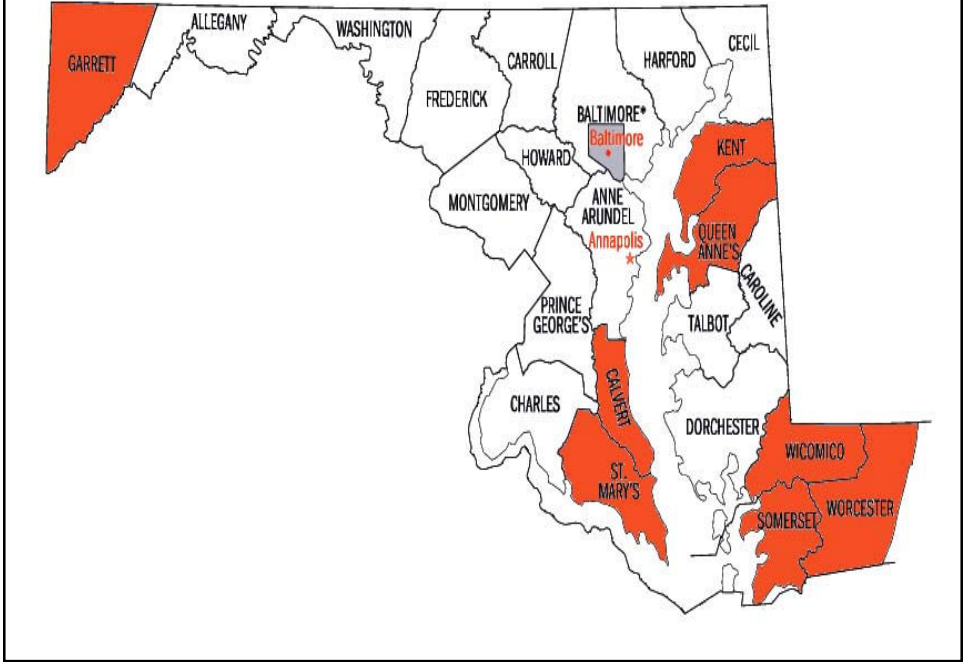 ALLEGANY
WASHINGTON
GARRETT
FREDERICK
CARROLL
HARFORD
CECIL
BALTIMORE*
Baltimore
HOWARD
KENT
MONTGOMERY
ANNE
ARUNDEL
Annapolis
QUEEN
ANNE'S
CAROLINE
PRINCE
GEORGE'S
TALBOT
CALVERT
CHARLES
DORCHESTER
WICOMICO
ST.
MARY'S
SOMERSET
WORCESTER